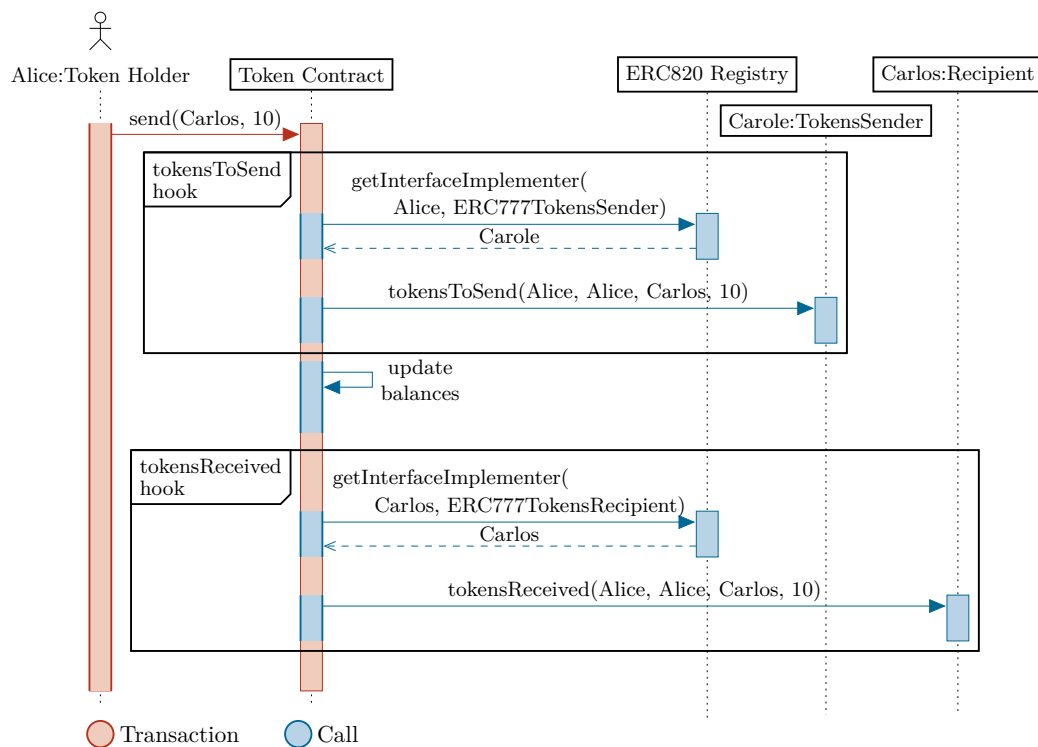 Alice:Token Holder
Token Contract
ERC820 Registry
Carlos:Recipient
Carole:TokensSender
send(Carlos, 10)
tokensToSend
hook
getInterfaceImplementer(
Alice, ERC777TokensSender)
Carole
tokensToSend(Alice, Alice, Carlos, 10)
update
balances
tokensReceived
hook
getInterfaceImplementer(
Carlos, ERC777TokensRecipient)
Carlos
tokensReceived(Alice, Alice, Carlos, 10)
Transaction
Call